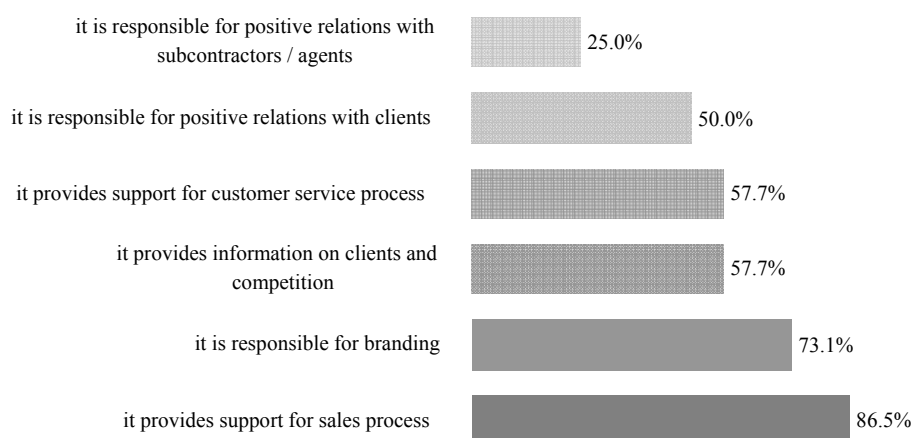 it is responsible for positive relations with
subcontractors / agents
25.0%
it is responsible for positive relations with clients
50.0%
it provides support for customer service process
57.7%
it provides information on clients and
competition
57.7%
it is responsible for branding
73.1%
it provides support for sales process
86.5%